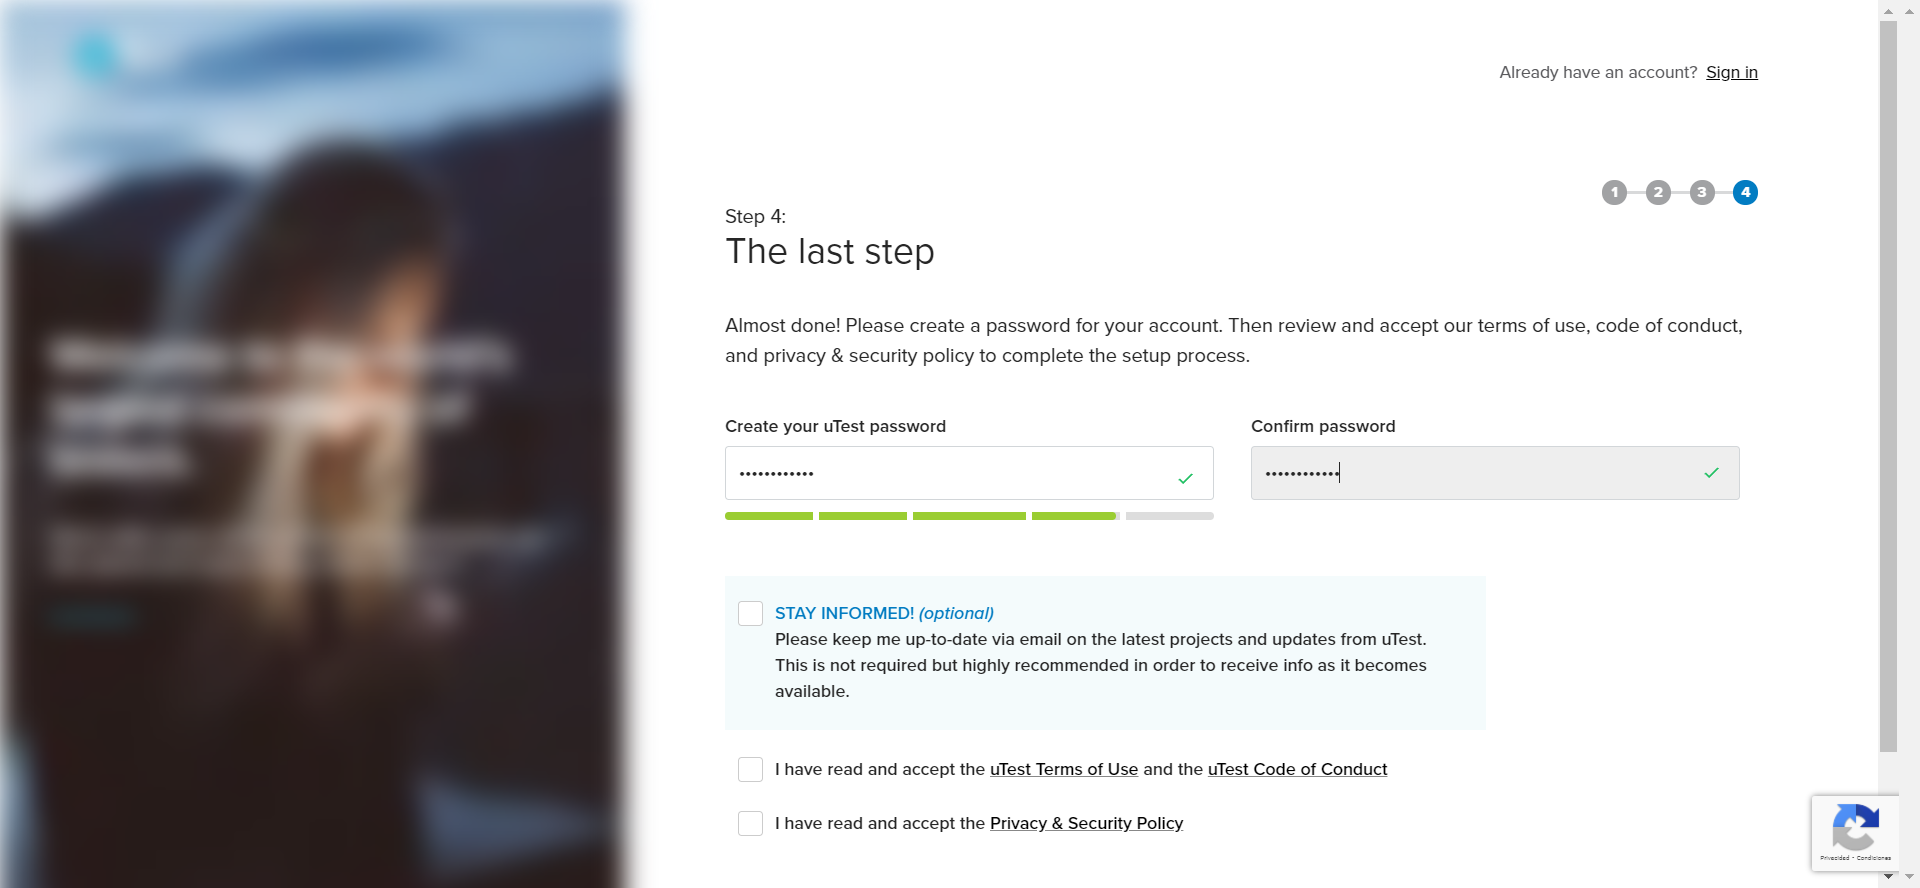 Already have an account? Sign in
1 2 3 4
Step 4:
The last step
Almost done! Please create a password for your account. Then review and accept our terms of use, code of conduct,
and privacy & security policy to complete the setup process.
Create your uTest password
Confirm password
••••••••••••
••••••••••••
STAY INFORMED! (optional)
Please keep me up-to-date via email on the latest projects and updates from uTest.
This is not required but highly recommended in order to receive info as it becomes
available.
I have read and accept the uTest Terms of Use and the uTest Code of Conduct
I have read and accept the Privacy & Security Policy
Privacidad - Condiciones